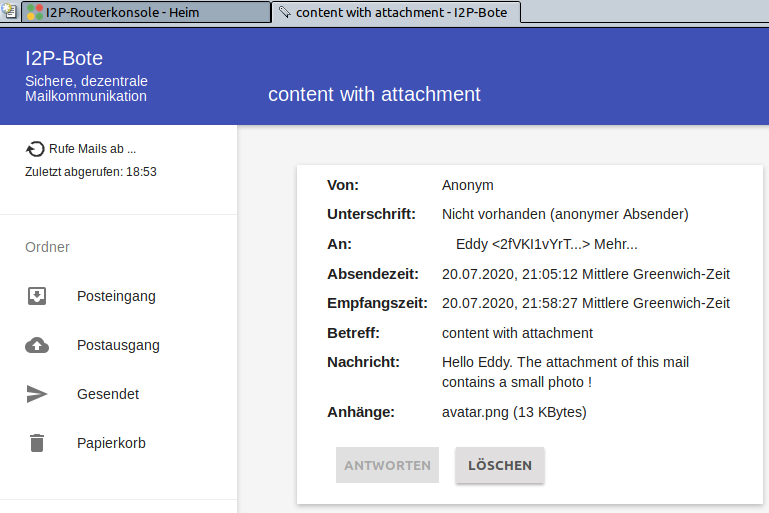 I2P-Routerkonsole - Heim
content with attachment - I2P-Bote
I2P-Bote
Sichere, dezentrale
Mailkommunikation
content with attachment
Rufe Mails ab ...
Zuletzt abgerufen: 18:53
Ordner
Posteingang
Postausgang
Gesendet
Papierkorb
Von: Anonym
Unterschrift: Nicht vorhanden (anonymer Absender)
An: Eddy <2fVKI1vYrT...> Mehr...
Absendezeit: 20.07.2020, 21:05:12 Mittlere Greenwich-Zeit
Empfangszeit: 20.07.2020, 21:58:27 Mittlere Greenwich-Zeit
Betreff: content with attachment
Nachricht: Hello Eddy. The attachment of this mail
contains a small photo !
Anhänge: avatar.png (13 KBytes)
ANTWORTEN LÖSCHEN